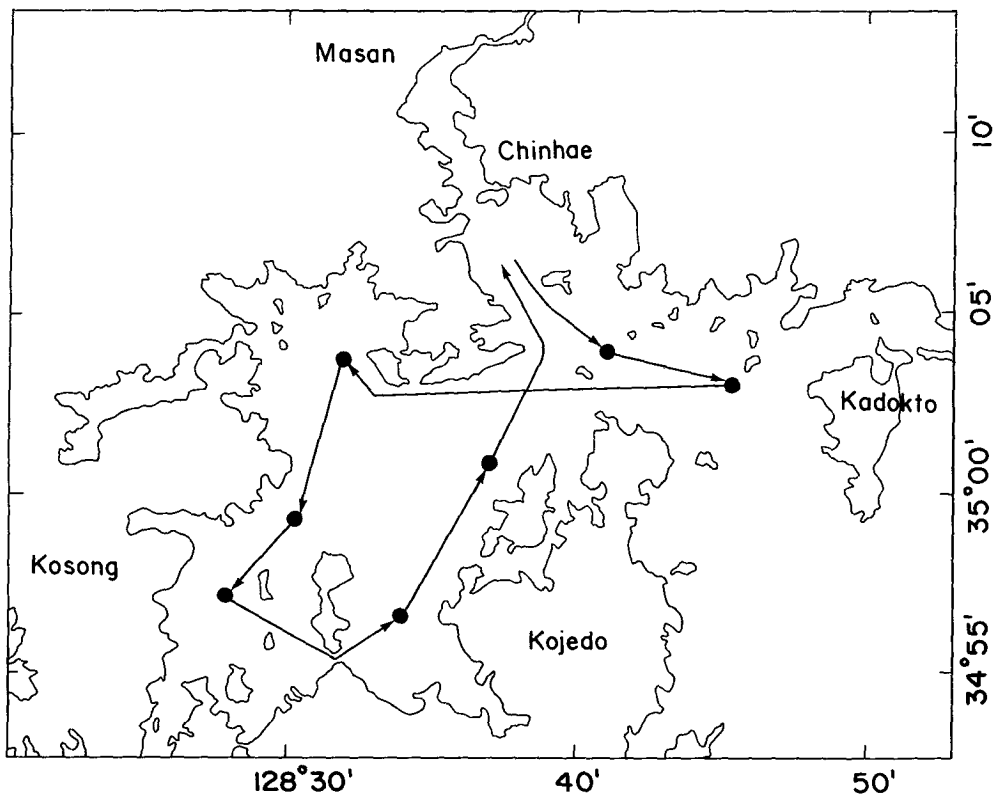 Masan
Chinhae
10'
05'
Kadokto
35°00'
Kosong
Kojedo
34°55'
128°30'
40'
50'